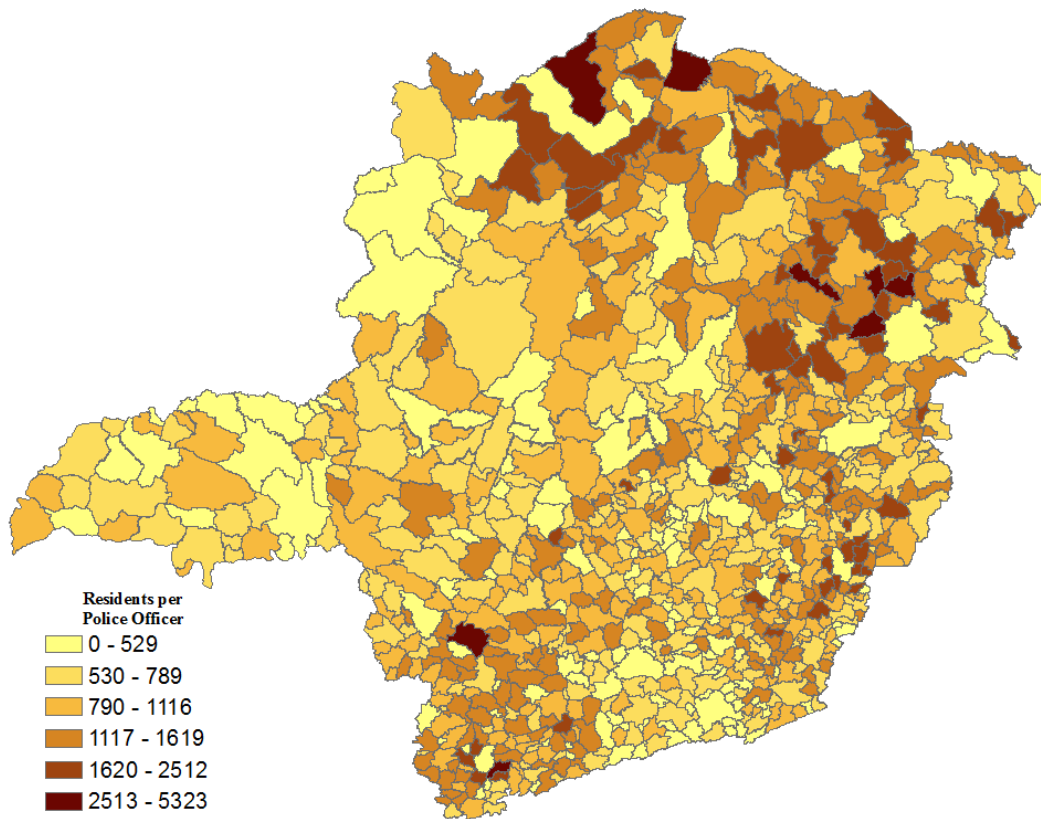 Residents per
Police Officer
0 - 529
530 - 789
790 - 1116
1117 - 1619
1620 - 2512
2513 - 5323